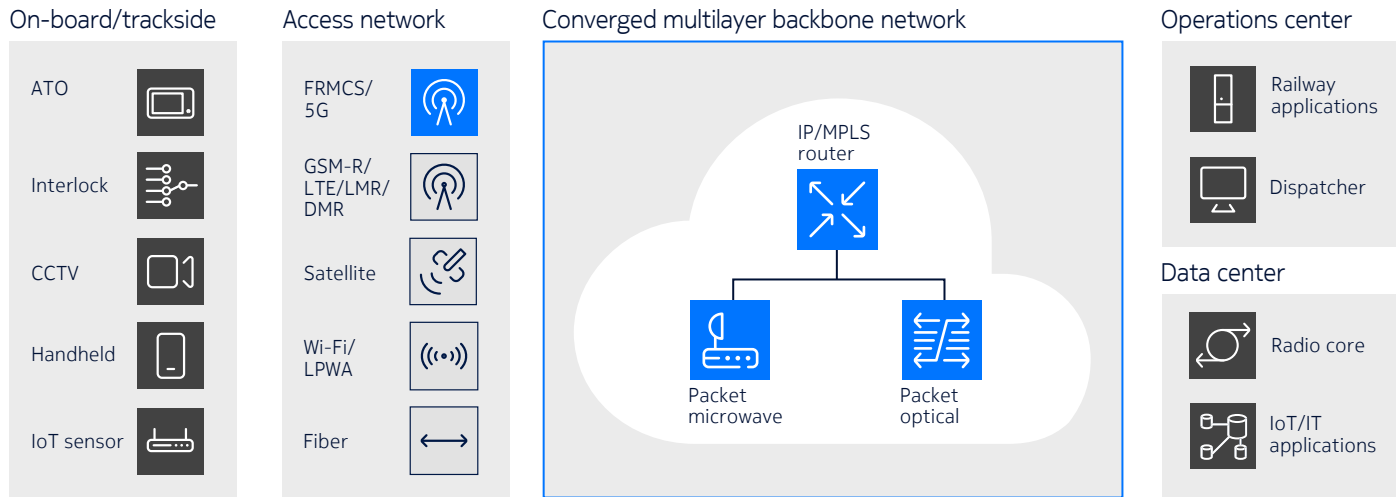 On-board/trackside
ATO
Interlock
CCTV
Handheld
IoT sensor
Access network
FRMCS/
5G
GSM-R/
LTE/LMR/
DMR
Satellite
Wi-Fi/
LPWA
Fiber
Converged multilayer backbone network
IP/MPLS
router
Packet
microwave
Packet
optical
Operations center
Railway
applications
Dispatcher
Data center
Radio core
IoT/IT
applications